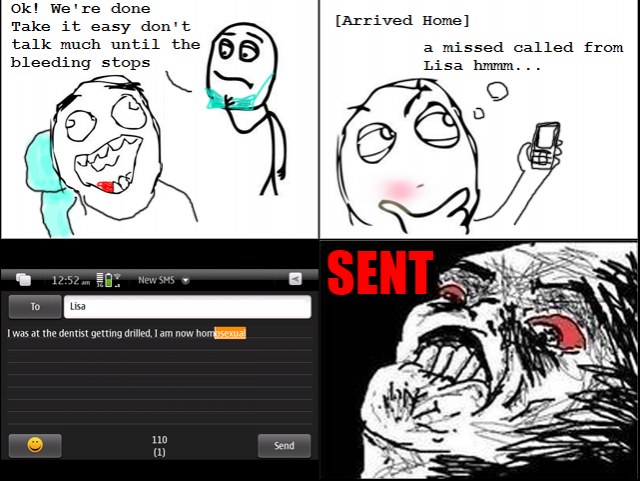 Ok! We're done
Take it easy don't
talk much until the
bleeding stops
[Arrived Home]
a missed called from
Lisa hmmm...
12:52 am
New SMS
To
Lisa
I was at the dentist getting drilled, I am now homosexual
110
(1)
Send
SENT